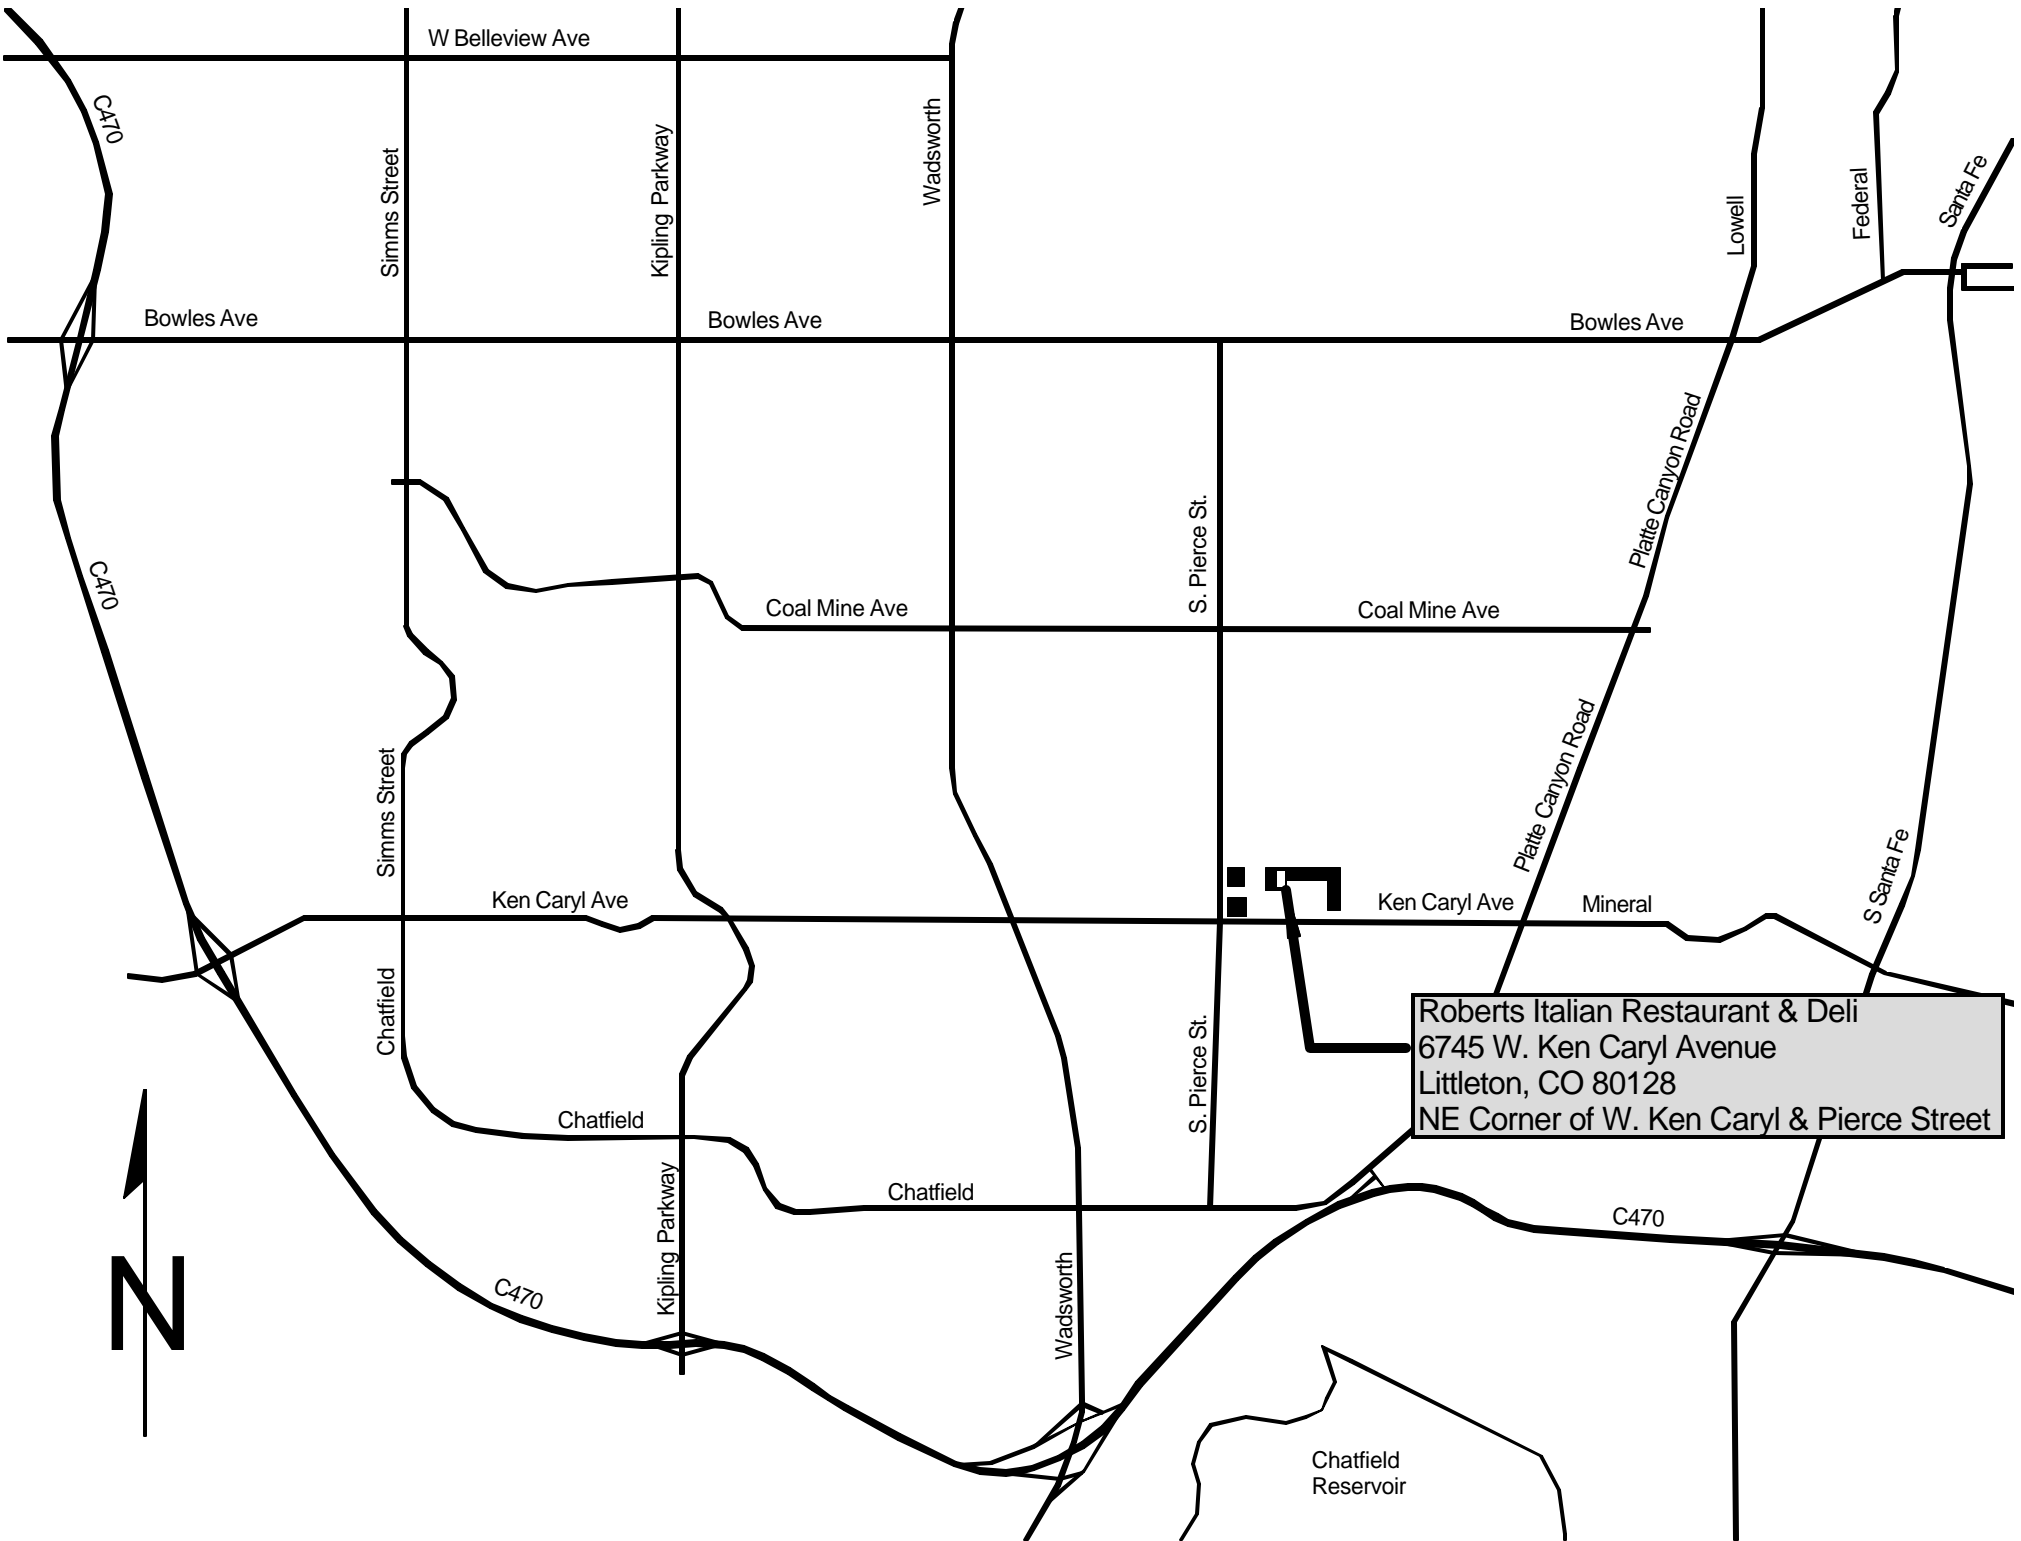 W Belleview Ave
C470
Simms Street
Kipling Parkway
Wadsworth
Lowell
Federal
Santa Fe
Bowles Ave
Bowles Ave
Bowles Ave
Platte Canyon Road
S. Pierce St.
C470
Coal Mine Ave
Coal Mine Ave
Platte Canyon Road
Simms Street
S Santa Fe
Ken Caryl Ave
Ken Caryl Ave
Mineral
Chatfield
S. Pierce St.
Roberts Italian Restaurant & Deli
6745 W. Ken Caryl Avenue
Littleton, CO 80128
NE Corner of W. Ken Caryl & Pierce Street
Chatfield
Kipling Parkway
Chatfield
C470
N
C470
Wadsworth
Chatfield
Reservoir